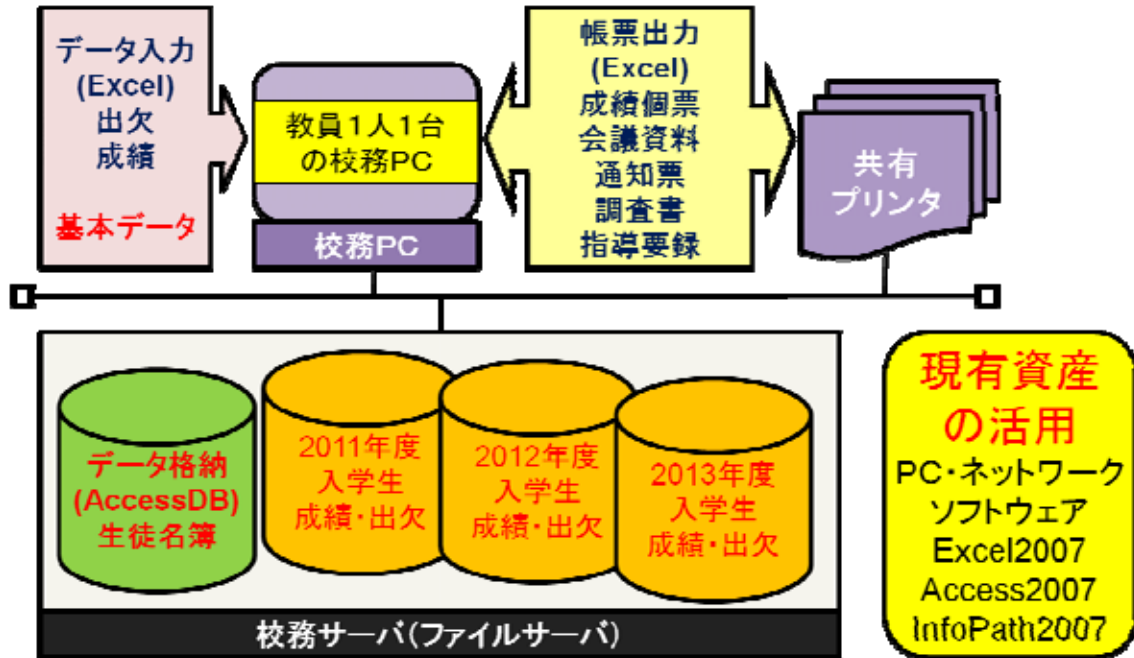 データ入力
(Excel)
出欠
成績
基本データ
教員1人1台
の校務PC
校務PC
帳票出力
(Excel)
成績個票
会議資料
通知票
調査書
指導要録
共有
プリンタ
データ格納
(AccessDB)
生徒名簿
2011年度
入学生
成績・出欠
2012年度
入学生
成績・出欠
2013年度
入学生
成績・出欠
校務サーバ(ファイルサーバ)
現有資産
の活用
PC・ネットワーク
ソフトウェア
Excel2007
Access2007
InfoPath2007